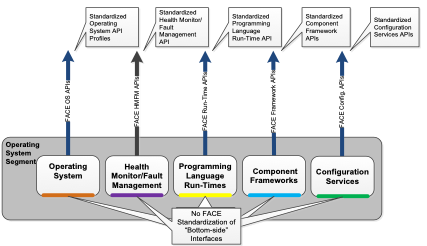 Standardized
Operating
System API
Profiles
Standardized
Health Monitor/
Fault
Management
API
Standardized
Programming
Language
Run-Time API
Standardized
Component
Framework
APIs
Standardized
Configuration
Services APIs
FACE OS APIs
FACE HMFM APIs
FACE Run-Time APIs
FACE Framework APIs
FACE Config. APIs
Operating
System
Segment
Operating
System
Health
Monitor/Fault
Management
Programming
Language
Run-Times
Component
Frameworks
Configuration
Services
No FACE
Standardization of
"Bottom-side"
Interfaces